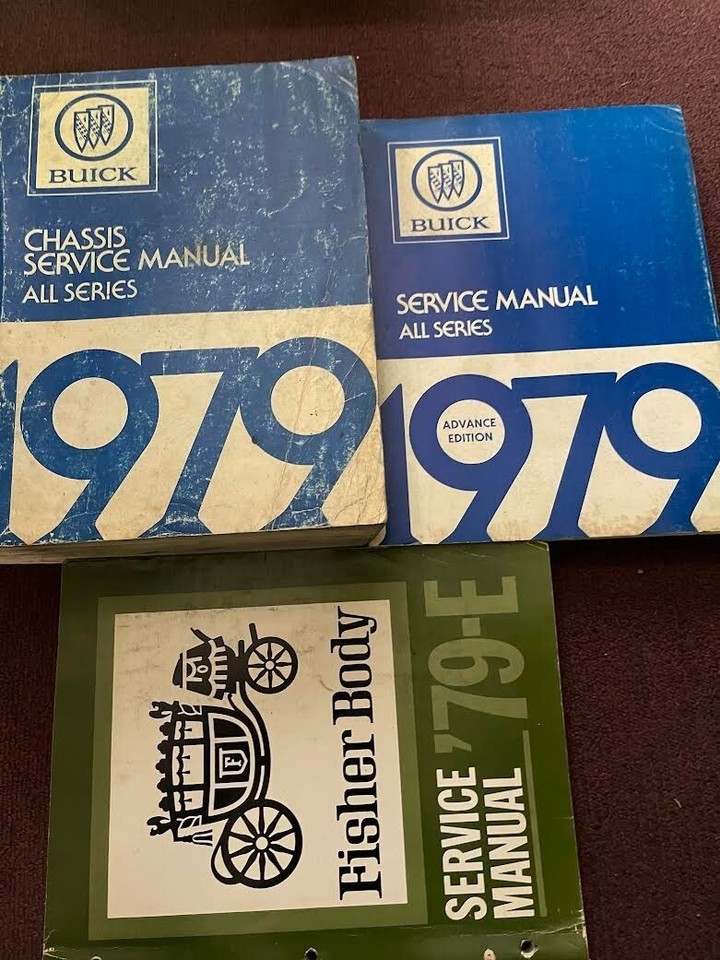 BUICK
CHASSIS
SERVICE MANUAL
ALL SERIES
1979
BUICK
SERVICE MANUAL
ALL SERIES
1979
ADVANCE
EDITION
F
Fisher Body
SERVICE
MANUAL
'79-E